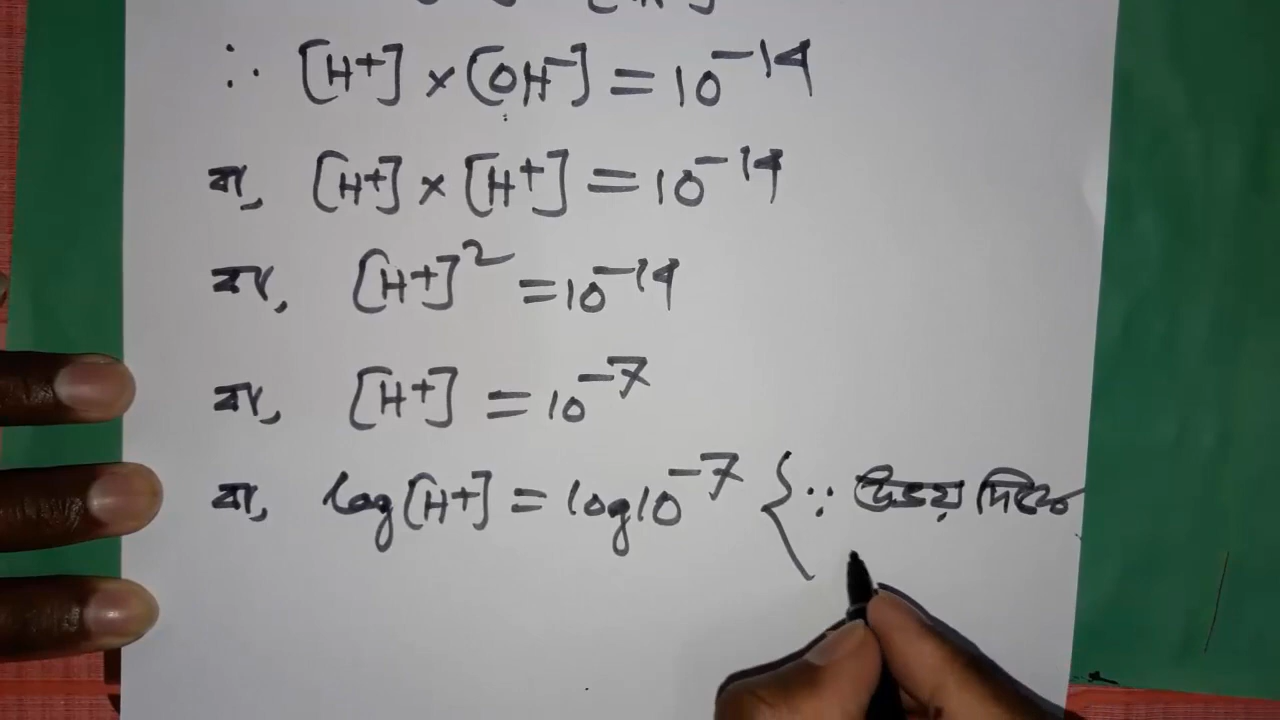 ∴ [H+] × [OH-] = 10^-14
বা, [H+] × [H+] = 10^-14
বা, [H+]^2 = 10^-14
বা, [H+] = 10^-7
বা, log[H+] = log10^-7 { ∵ উভয় দিকে